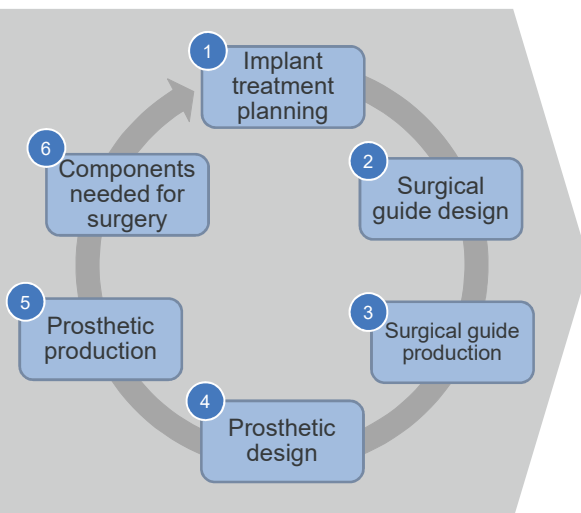 1
Implant
treatment
planning
2
Surgical
guide design
3
Surgical guide
production
4
Prosthetic
design
5
Prosthetic
production
6
Components
needed for
surgery